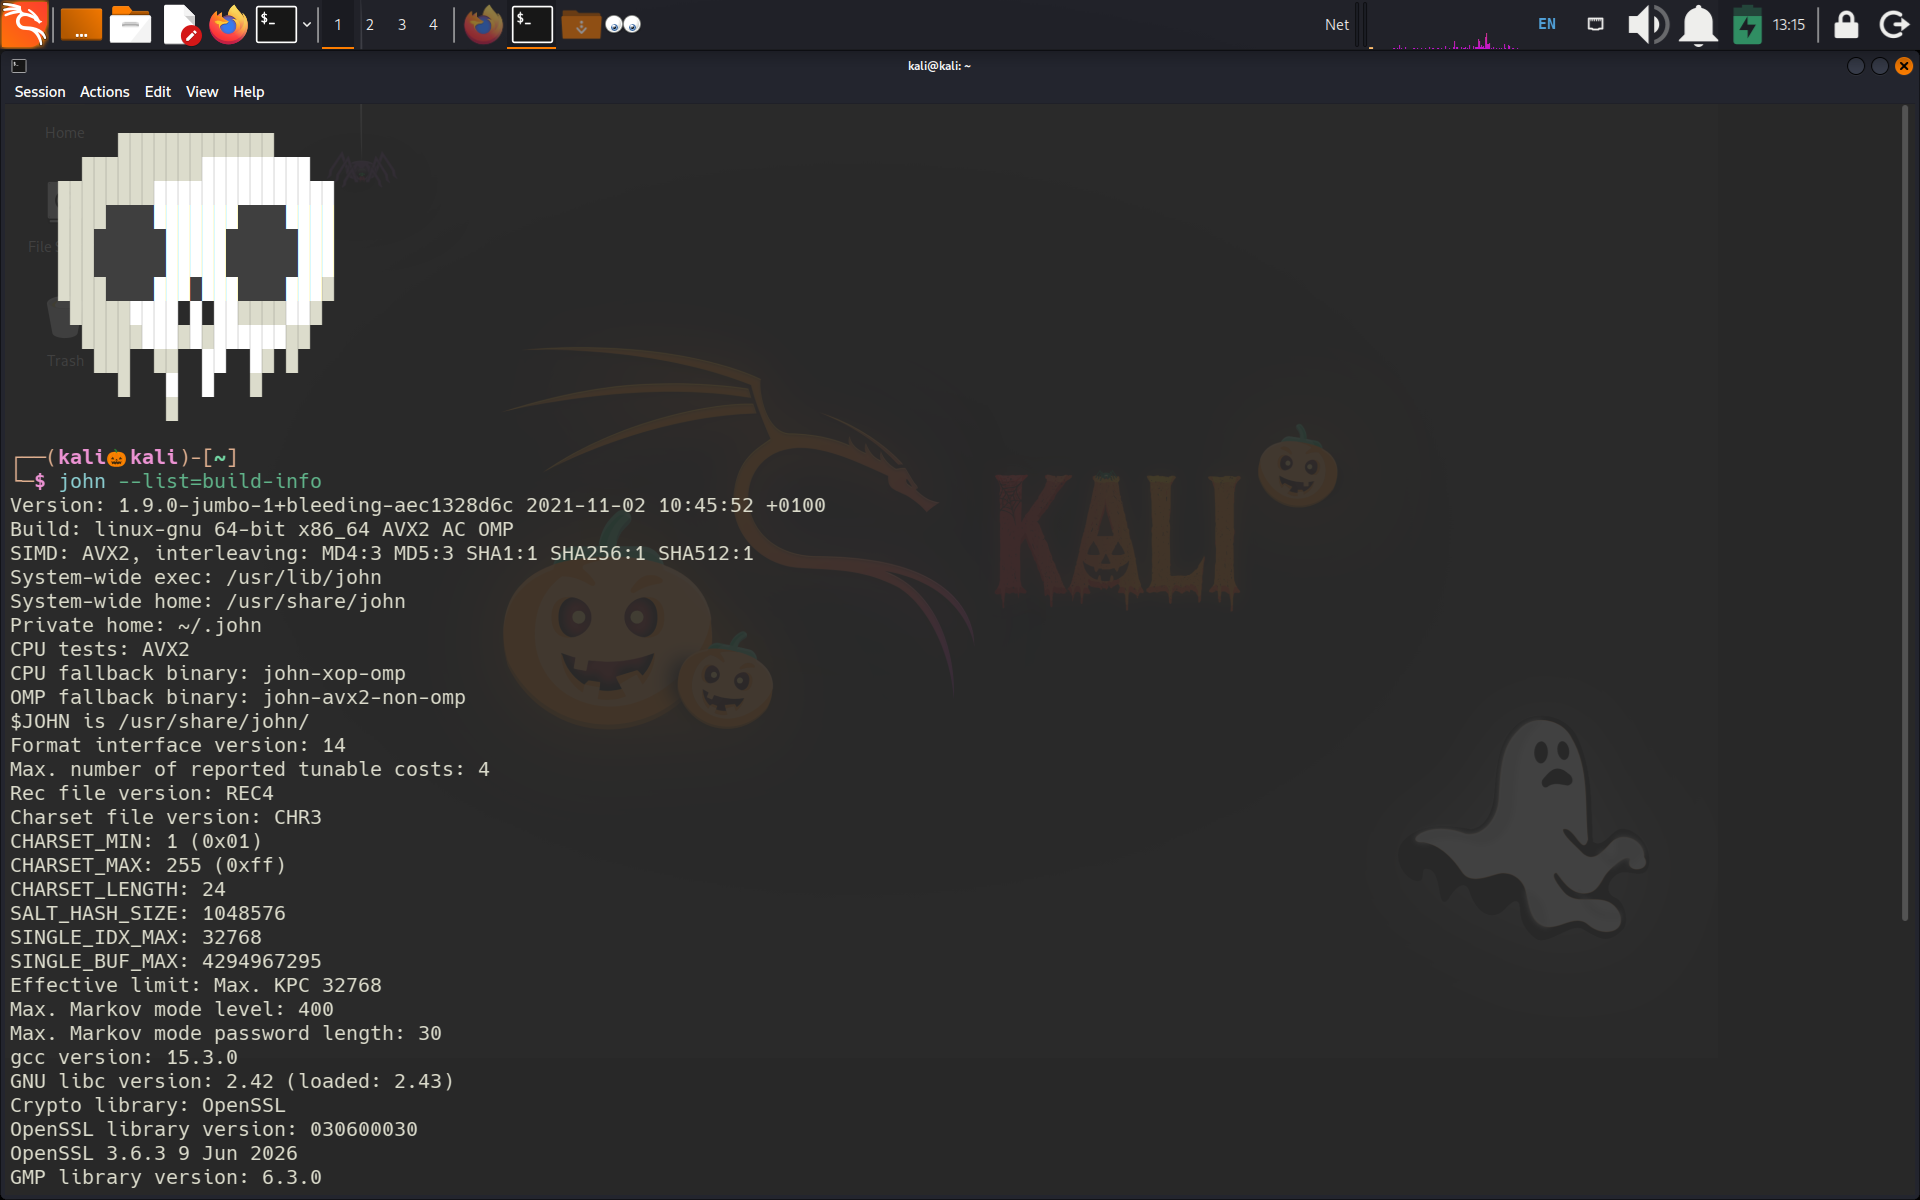 1 2 3 4
Net
EN
13:15
kali@kali: ~
Session Actions Edit View Help
Home
File
Trash
┌──(kali🎃kali)-[~]
└─$ john --list=build-info
Version: 1.9.0-jumbo-1+bleeding-aec1328d6c 2021-11-02 10:45:52 +0100
Build: linux-gnu 64-bit x86_64 AVX2 AC OMP
SIMD: AVX2, interleaving: MD4:3 MD5:3 SHA1:1 SHA256:1 SHA512:1
System-wide exec: /usr/lib/john
System-wide home: /usr/share/john
Private home: ~/.john
CPU tests: AVX2
CPU fallback binary: john-xop-omp
OMP fallback binary: john-avx2-non-omp
$JOHN is /usr/share/john/
Format interface version: 14
Max. number of reported tunable costs: 4
Rec file version: REC4
Charset file version: CHR3
CHARSET_MIN: 1 (0x01)
CHARSET_MAX: 255 (0xff)
CHARSET_LENGTH: 24
SALT_HASH_SIZE: 1048576
SINGLE_IDX_MAX: 32768
SINGLE_BUF_MAX: 4294967295
Effective limit: Max. KPC 32768
Max. Markov mode level: 400
Max. Markov mode password length: 30
gcc version: 15.3.0
GNU libc version: 2.42 (loaded: 2.43)
Crypto library: OpenSSL
OpenSSL library version: 030600030
OpenSSL 3.6.3 9 Jun 2026
GMP library version: 6.3.0
KALI